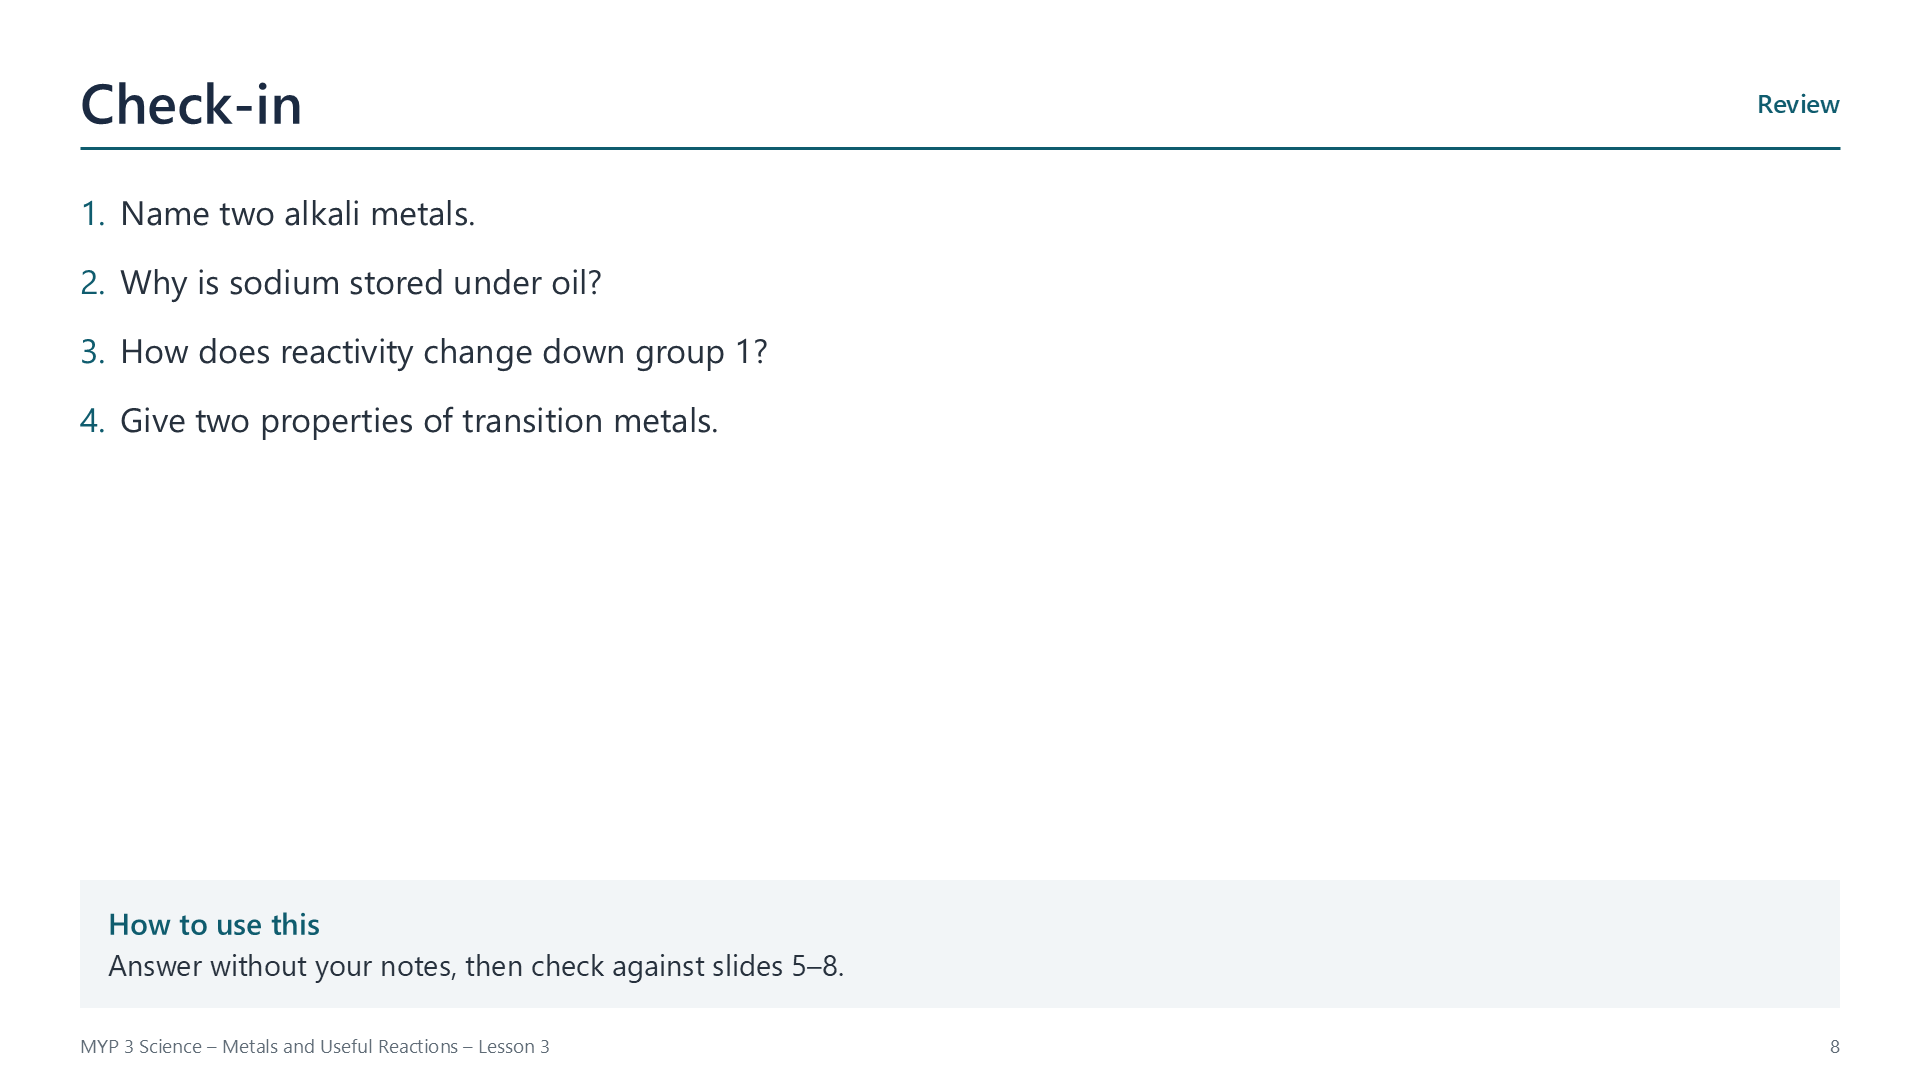 Check-in
Review
1. Name two alkali metals.
2. Why is sodium stored under oil?
3. How does reactivity change down group 1?
4. Give two properties of transition metals.
How to use this
Answer without your notes, then check against slides 5–8.
MYP 3 Science – Metals and Useful Reactions – Lesson 3
8